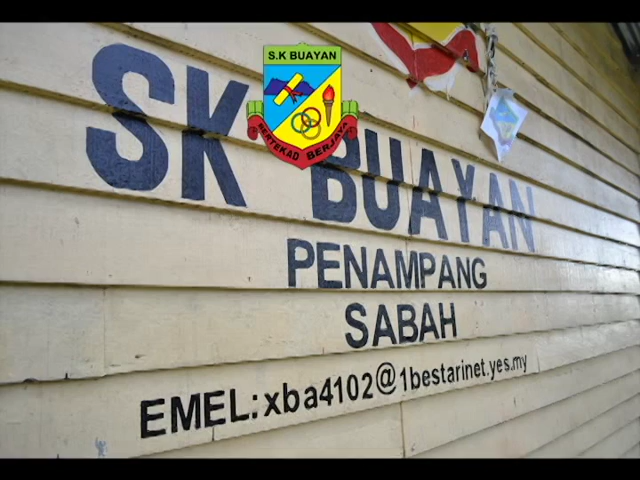 S.K BUAYAN
BERTEKAD BERJAYA
SK BUAYAN
PENAMPANG
SABAH
EMEL:xba4102@1bestarinet.yes.my